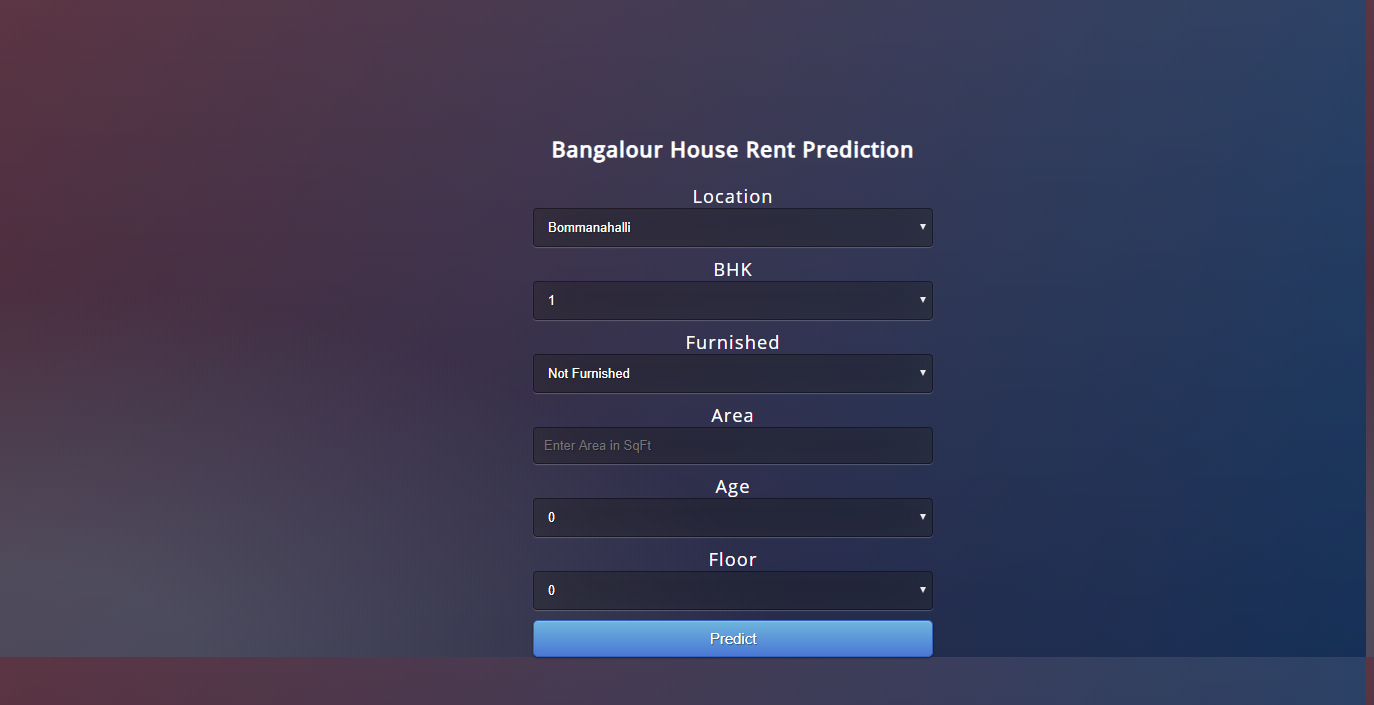 Bangalour House Rent Prediction
Location
Bommanahalli
BHK
1
Furnished
Not Furnished
Area
Enter Area in SqFt
Age
0
Floor
0
Predict